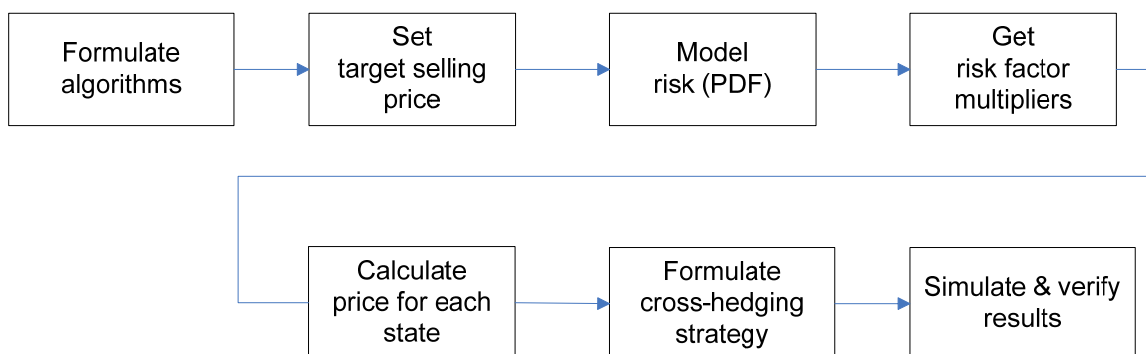 Formulate
algorithms
Set
target selling
price
Model
risk (PDF)
Get
risk factor
multipliers
Calculate
price for each
state
Formulate
cross-hedging
strategy
Simulate & verify
results